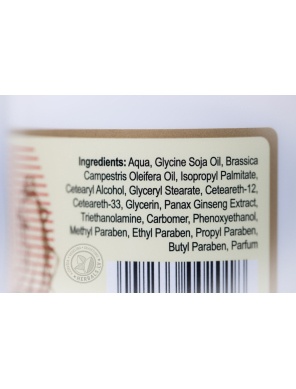 Ingredients: Aqua, Glycine Soja Oil, Brassica
Campestris Oleifera Oil, Isopropyl Palmitate,
Cetearyl Alcohol, Glyceryl Stearate, Ceteareth-12,
Ceteareth-33, Glycerin, Panax Ginseng Extract,
Triethanolamine, Carbomer, Phenoxyethanol,
Methyl Paraben, Ethyl Paraben, Propyl Paraben,
Butyl Paraben, Parfum